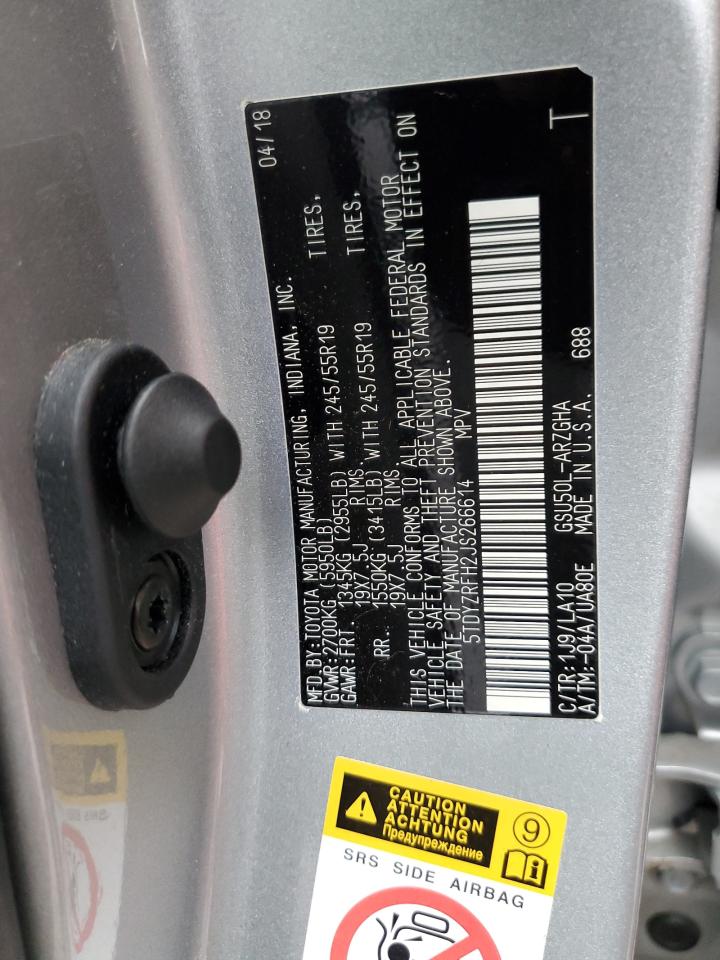 MFD.BY:TOYOTA MOTOR MANUFACTURING, INDIANA, INC. 04/18
GVWR:2700KG (5950LB)
GAWR:FRT 1345KG (2955LB) WITH 245/55R19 TIRES,
19X7.5J RIMS
RR. 1550KG (3415LB) WITH 245/55R19 TIRES,
19X7.5J RIMS
THIS VEHICLE CONFORMS TO ALL APPLICABLE FEDERAL MOTOR
VEHICLE SAFETY AND THEFT PREVENTION STANDARDS IN EFFECT ON
THE DATE OF MANUFACTURE SHOWN ABOVE.
5TDYZRFH2JS266614 MPV
C/TR:1J9/LA10 GSU50L-ARZGHA
A/TM:-04A/UA80E MADE IN U.S.A. 688 T
CAUTION
ATTENTION
ACHTUNG
Предупреждение
9
i
SRS SIDE AIRBAG